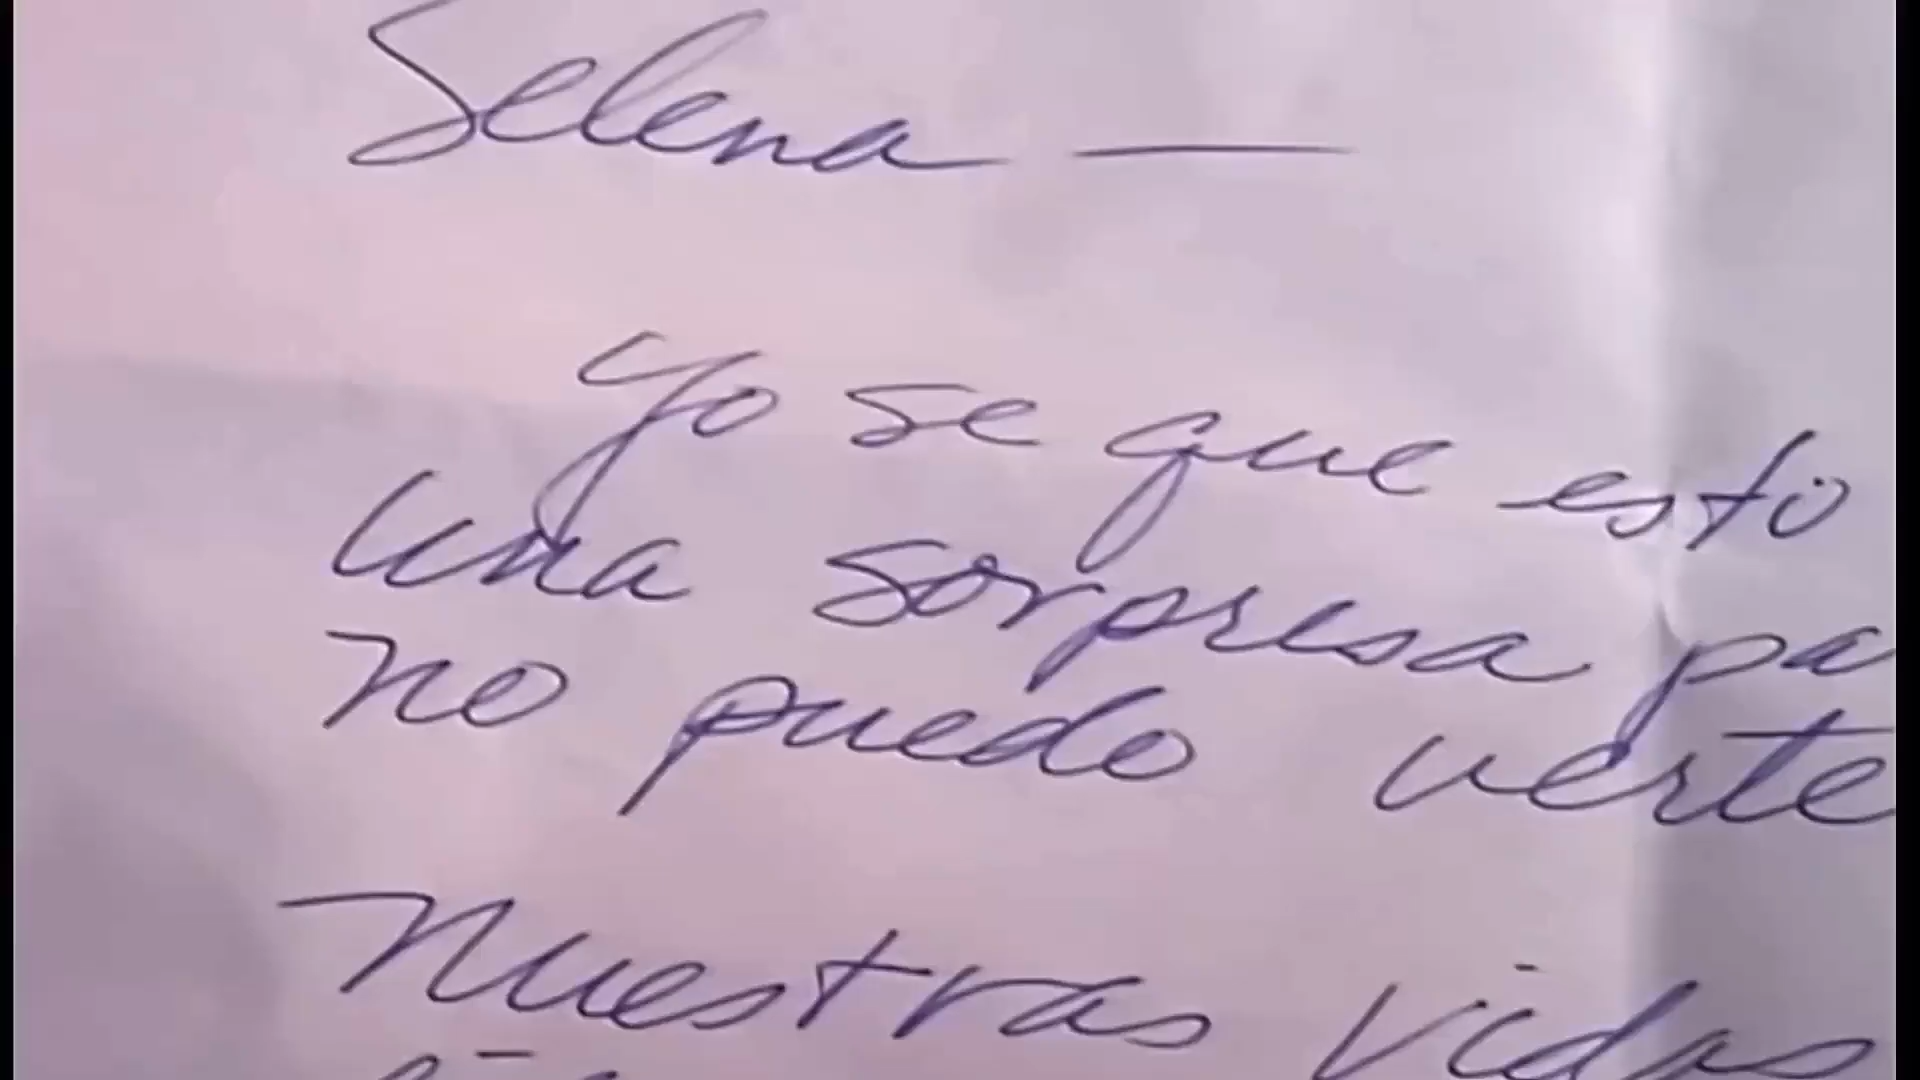 Selena —
Yo se que esto
una sorpresa pa
no puedo verte
Nuestras vidas